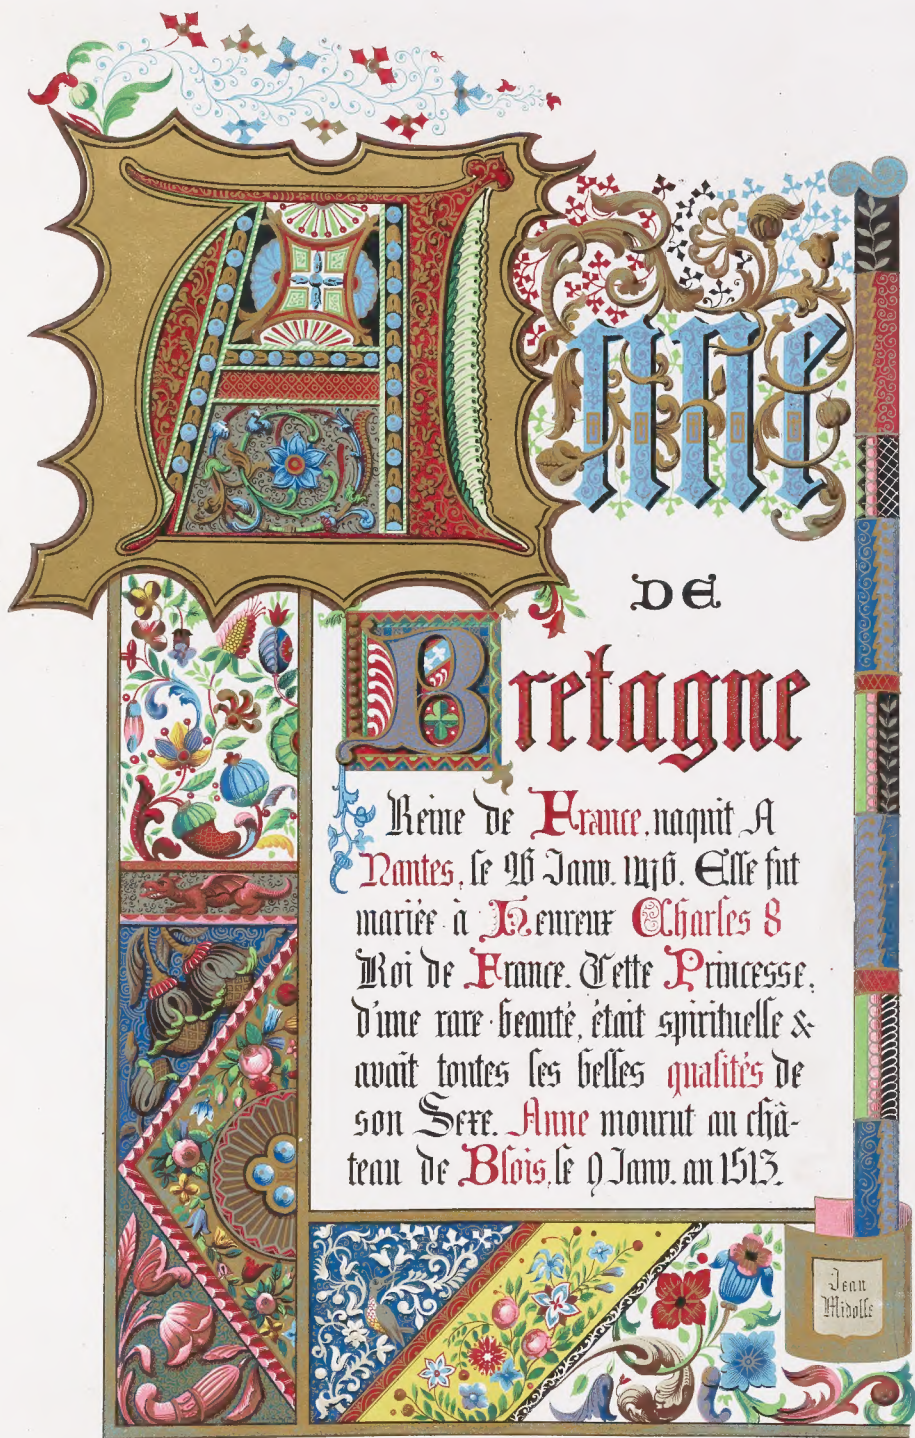 Anne
DE
Bretagne
Reine de France, naquit A
Nantes, le 26 Janv. 1476. Elle fut
mariée à Heureux Charles 8
Roi de France. Cette Princesse,
d'une rare beauté, était spirituelle &
avait toutes les belles qualités de
son Sexe. Anne mourut au châ-
teau de Blois, le 9 Janv. an 1513.
Jean
Midolle